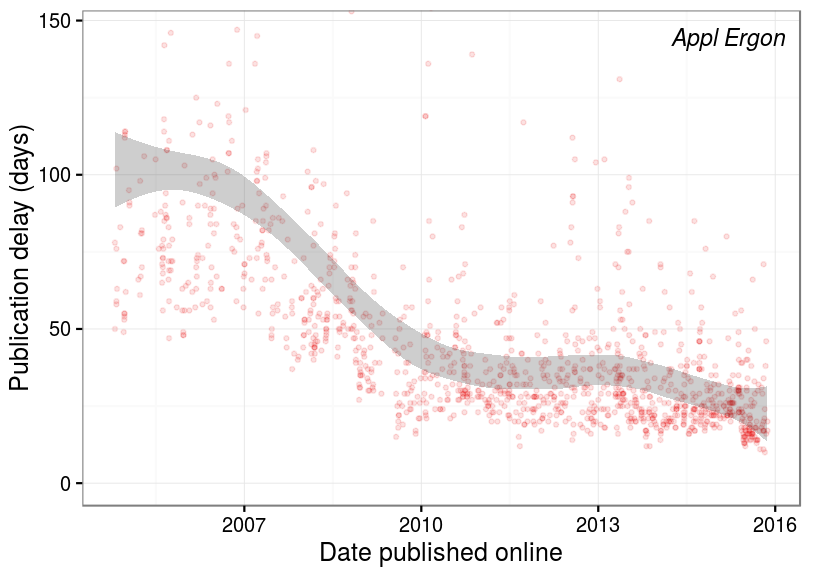 Appl Ergon
Publication delay (days)
150
100
50
0
2007 2010 2013 2016
Date published online